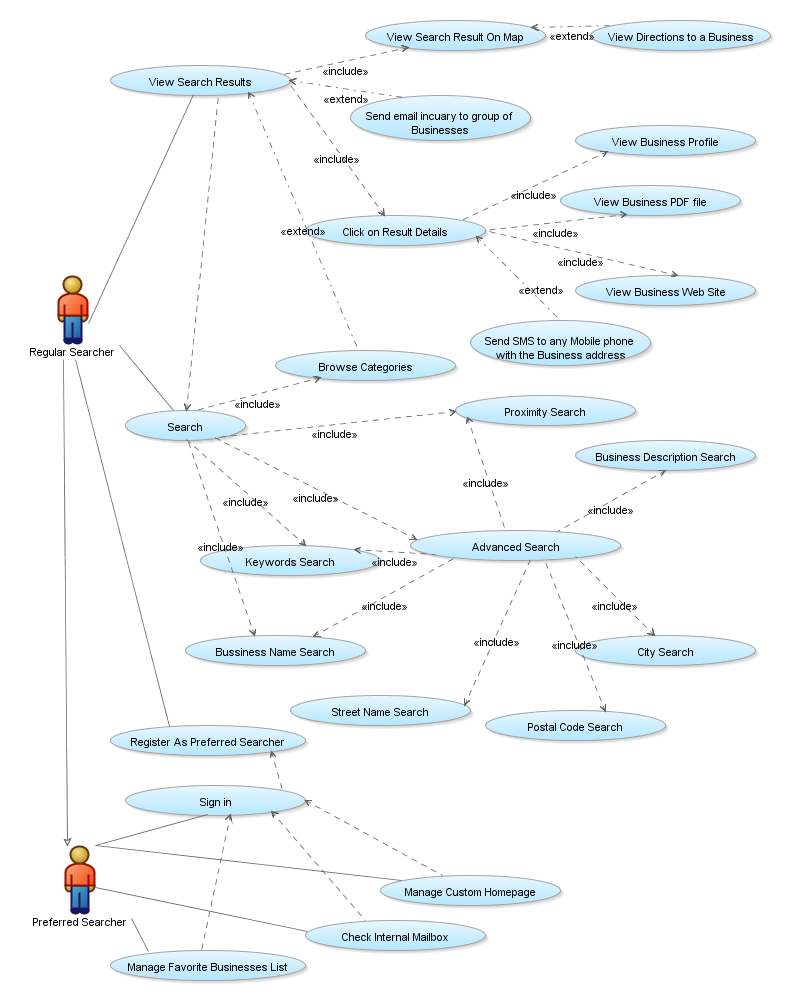 View Search Result On Map
«extend»
View Directions to a Business
«include»
View Search Results
«extend»
Send email incuary to group of
Businesses
View Business Profile
«include»
«include»
View Business PDF file
«extend»
Click on Result Details
«include»
«include»
View Business Web Site
«extend»
Send SMS to any Mobile phone
with the Business address
Regular Searcher
Browse Categories
«include»
Proximity Search
Search
«include»
Business Description Search
«include»
«include»
«include»
«include»
«include»
Advanced Search
Keywords Search
«include»
«include»
«include»
«include»
«include»
Bussiness Name Search
City Search
Street Name Search
Postal Code Search
Register As Preferred Searcher
Sign in
Manage Custom Homepage
Preferred Searcher
Check Internal Mailbox
Manage Favorite Businesses List